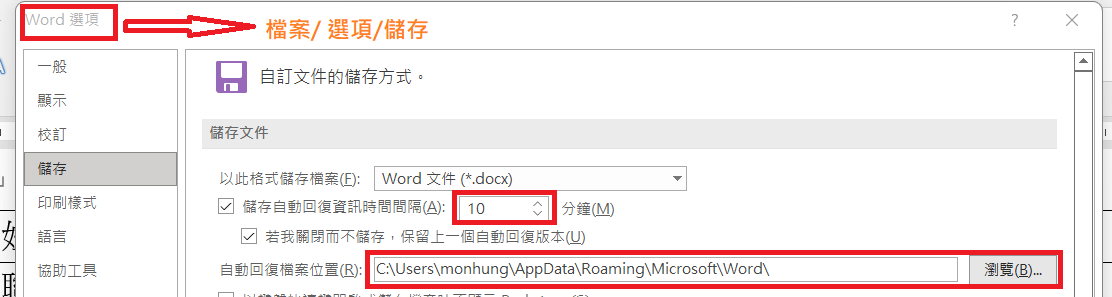 Word 選項
檔案/ 選項/儲存
?
一般
顯示
校訂
儲存
印刷樣式
語言
協助工具
自訂文件的儲存方式。
儲存文件
以此格式儲存檔案(F): Word 文件 (*.docx)
儲存自動回復資訊時間間隔(A): 10 分鐘(M)
若我關閉而不儲存，保留上一個自動回復版本(U)
自動回復檔案位置(R): C:\Users\monhung\AppData\Roaming\Microsoft\Word\ 瀏覽(B)...